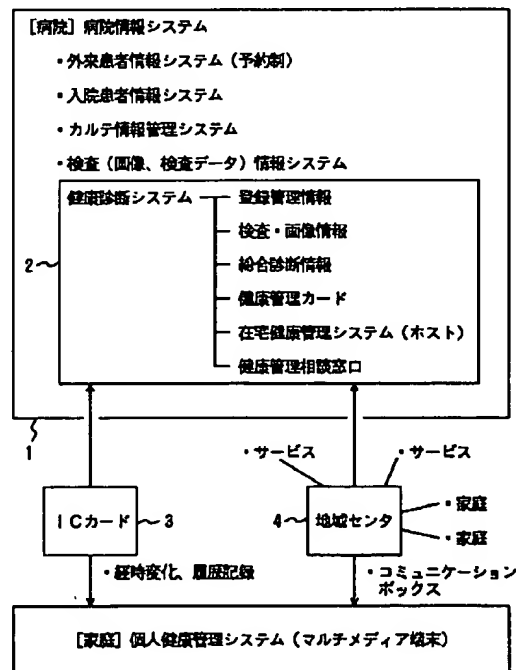 ［病院］病院情報システム
・外来患者情報システム（予約制）
・入院患者情報システム
・カルテ情報管理システム
・検査（画像、検査データ）情報システム
健康診断システム
登録管理情報
検査・画像情報
総合診断情報
健康管理カード
在宅健康管理システム（ホスト）
健康管理相談窓口
2
1
・サービス
・サービス
ＩＣカード
3
4
地域センタ
・家庭
・家庭
・経時変化、履歴記録
・コミュニケーション
ボックス
［家庭］個人健康管理システム（マルチメディア端末）